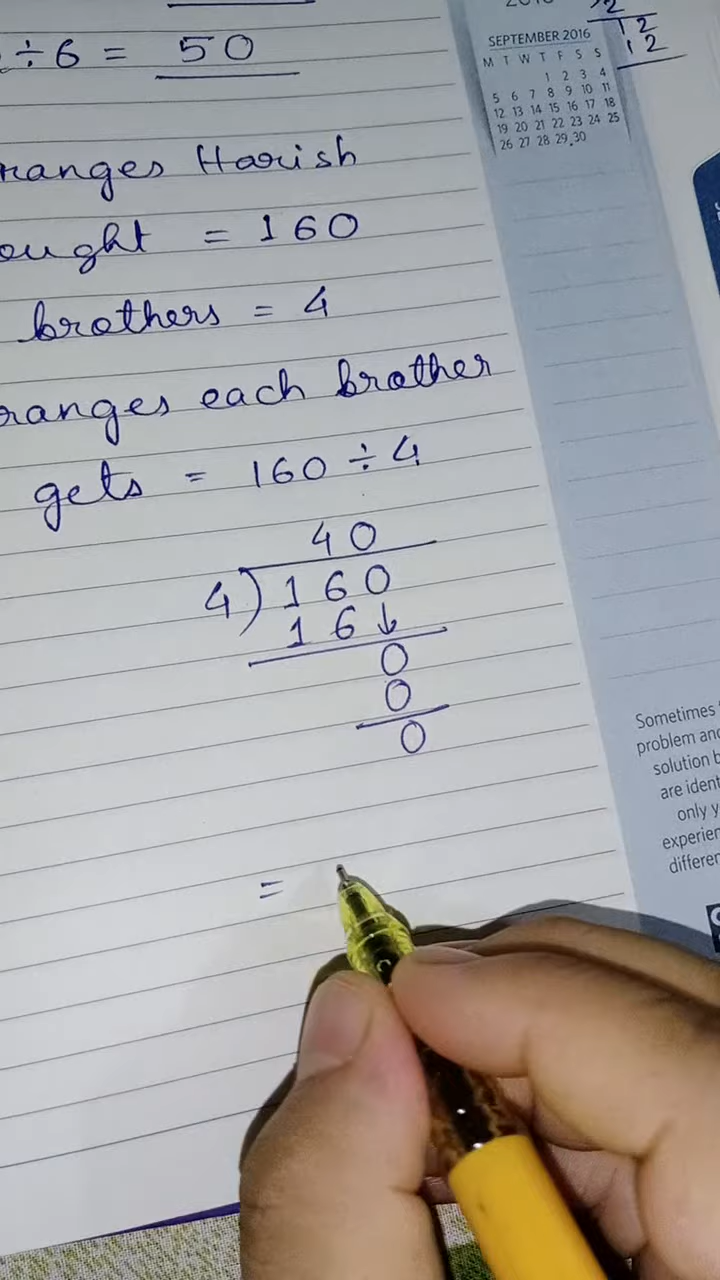 ÷6 = 50
ranges Harish
ought = 160
brothers = 4
ranges each brother
gets = 160 ÷ 4
40
4) 160
16↓
0
0
0
=
2
12
12
SEPTEMBER 2016
M T W T F S S
1 2 3 4
5 6 7 8 9 10 11
12 13 14 15 16 17 18
19 20 21 22 23 24 25
26 27 28 29 30
Sometimes
problem and
solution b
are ident
only y
experien
differen